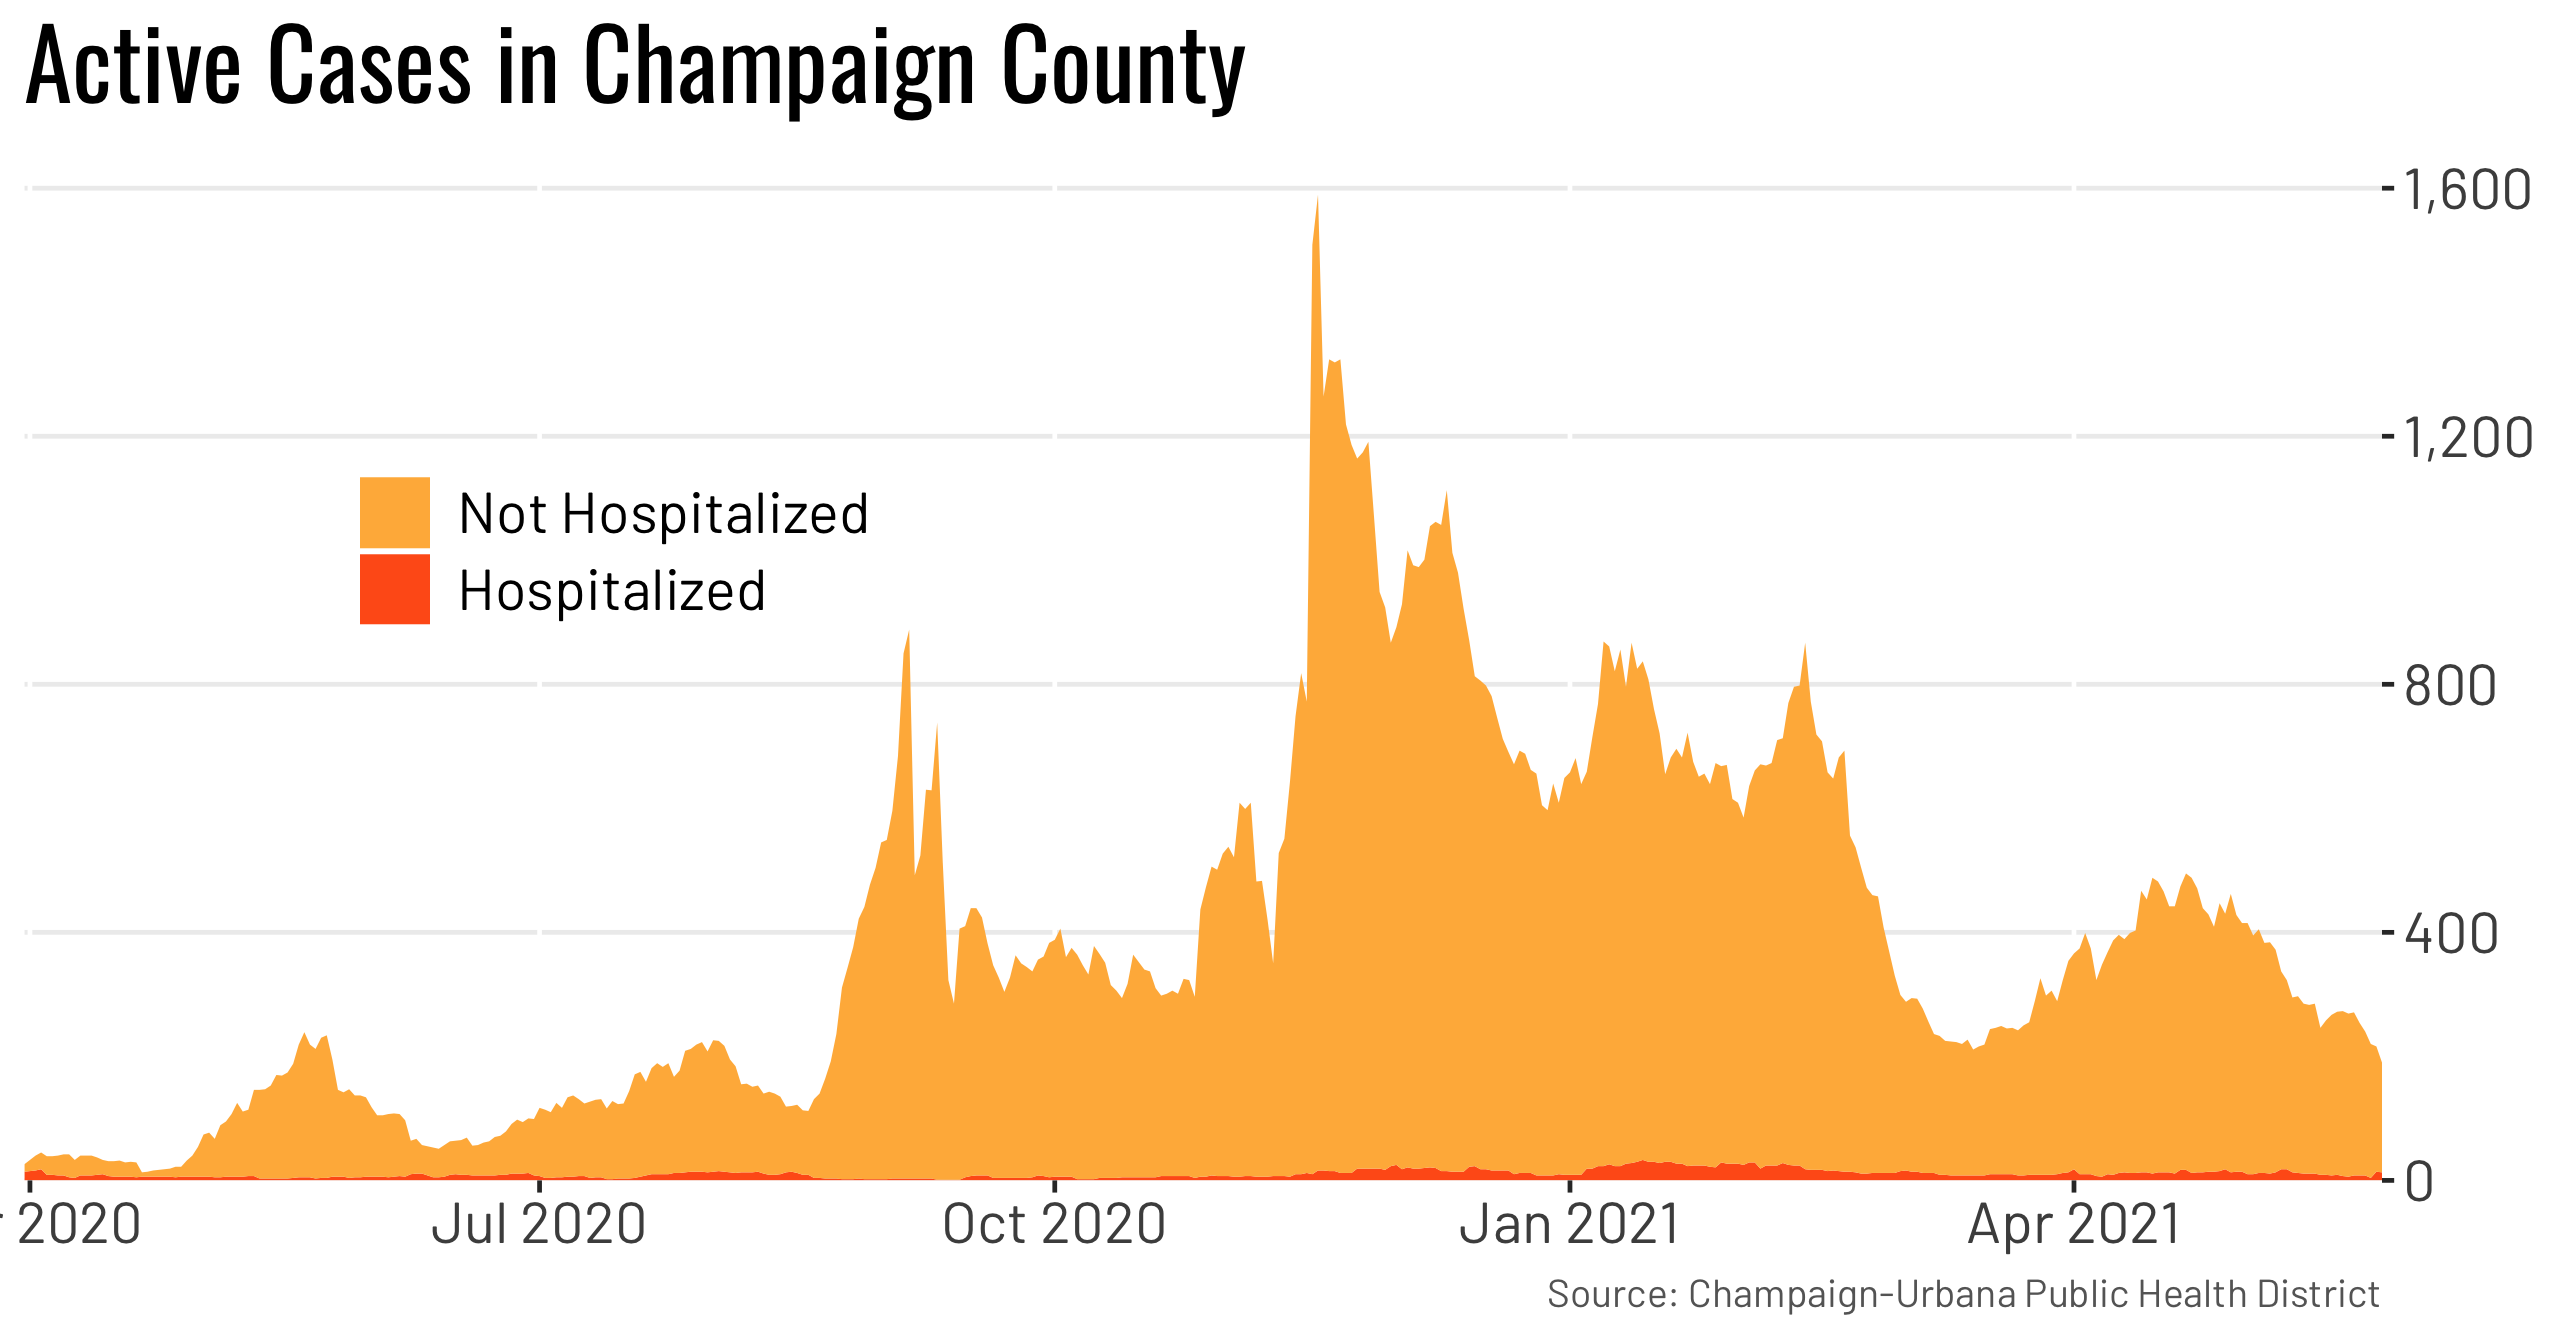 Active Cases in Champaign County
1,600
1,200
Not Hospitalized
Hospitalized
800
400
0
2020 Jul 2020 Oct 2020 Jan 2021 Apr 2021
Source: Champaign-Urbana Public Health District